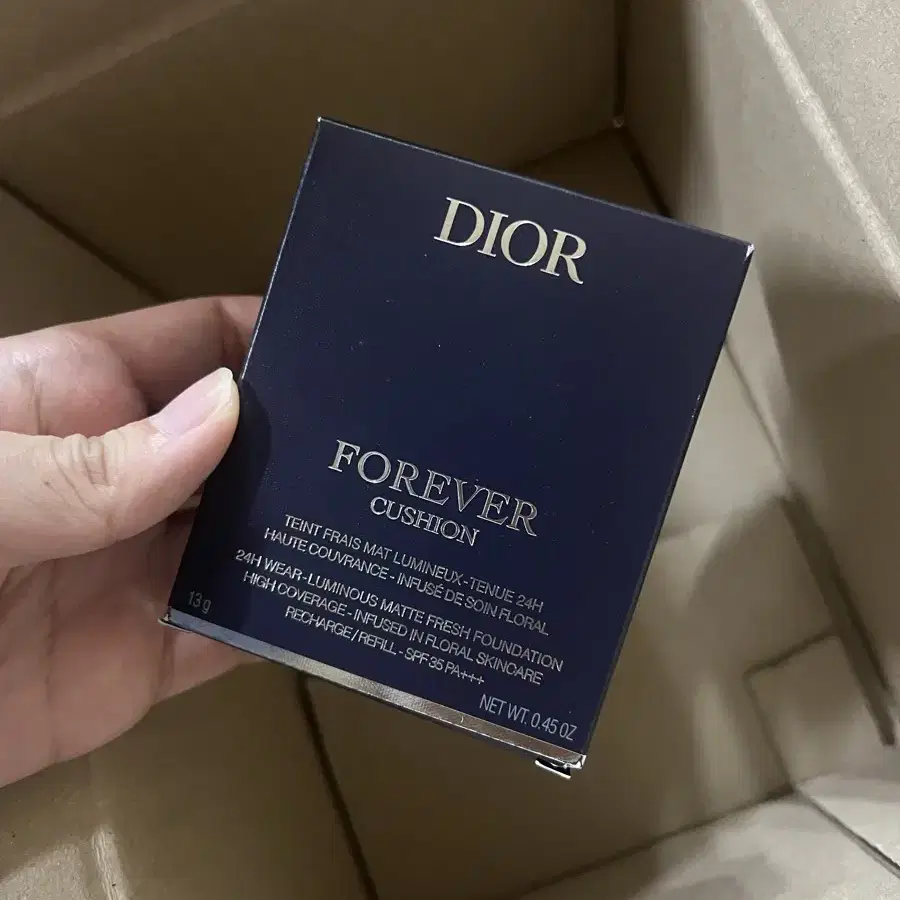 DIOR
FOREVER
CUSHION
TEINT FRAIS MAT LUMINEUX - TENUE 24H
HAUTE COUVRANCE - INFUSÉ DE SOIN FLORAL
24H WEAR - LUMINOUS MATTE FRESH FOUNDATION
HIGH COVERAGE - INFUSED IN FLORAL SKINCARE
RECHARGE / REFILL - SPF 35 PA+++
13 g
NET WT. 0.45 OZ